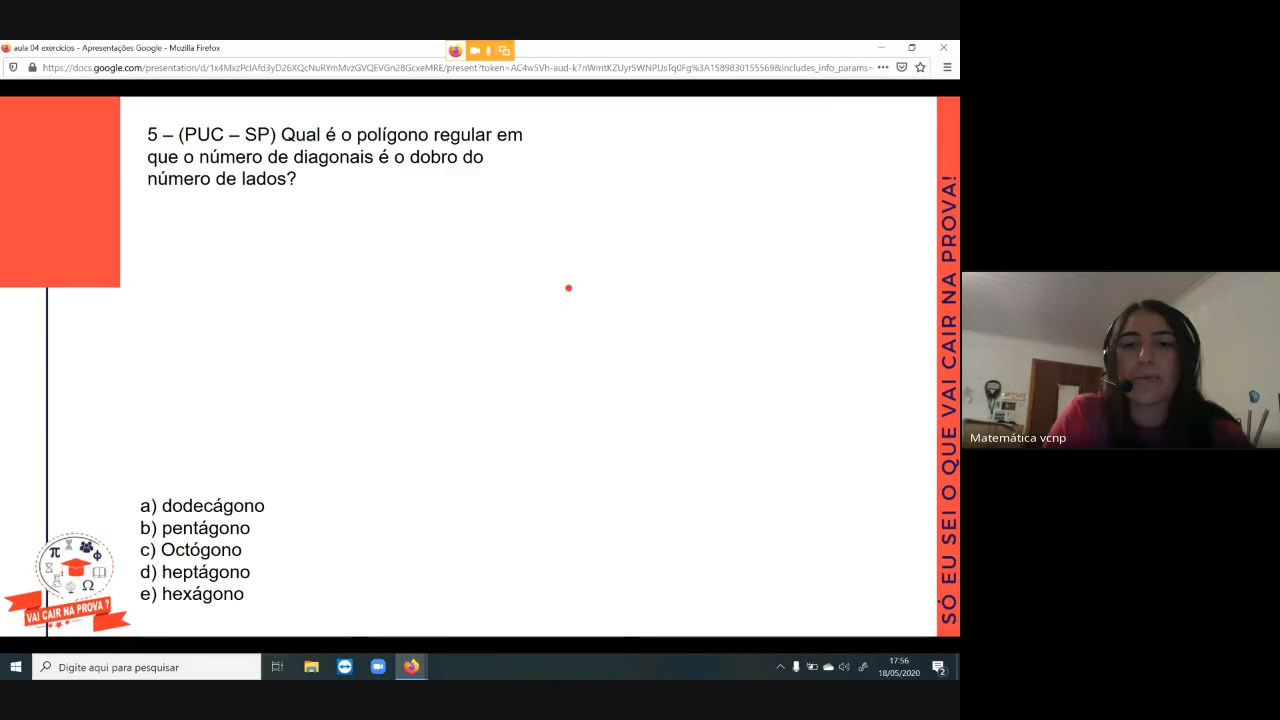 aula 04 exercícios - Apresentações Google - Mozilla Firefox
5 – (PUC – SP) Qual é o polígono regular em
que o número de diagonais é o dobro do
número de lados?
a) dodecágono
b) pentágono
c) Octógono
d) heptágono
e) hexágono
π
Φ
Ω
VAI CAIR NA PROVA ?
SÓ EU SEI O QUE VAI CAIR NA PROVA!
Matemática vcnp
Digite aqui para pesquisar
17:56
18/05/2020
2